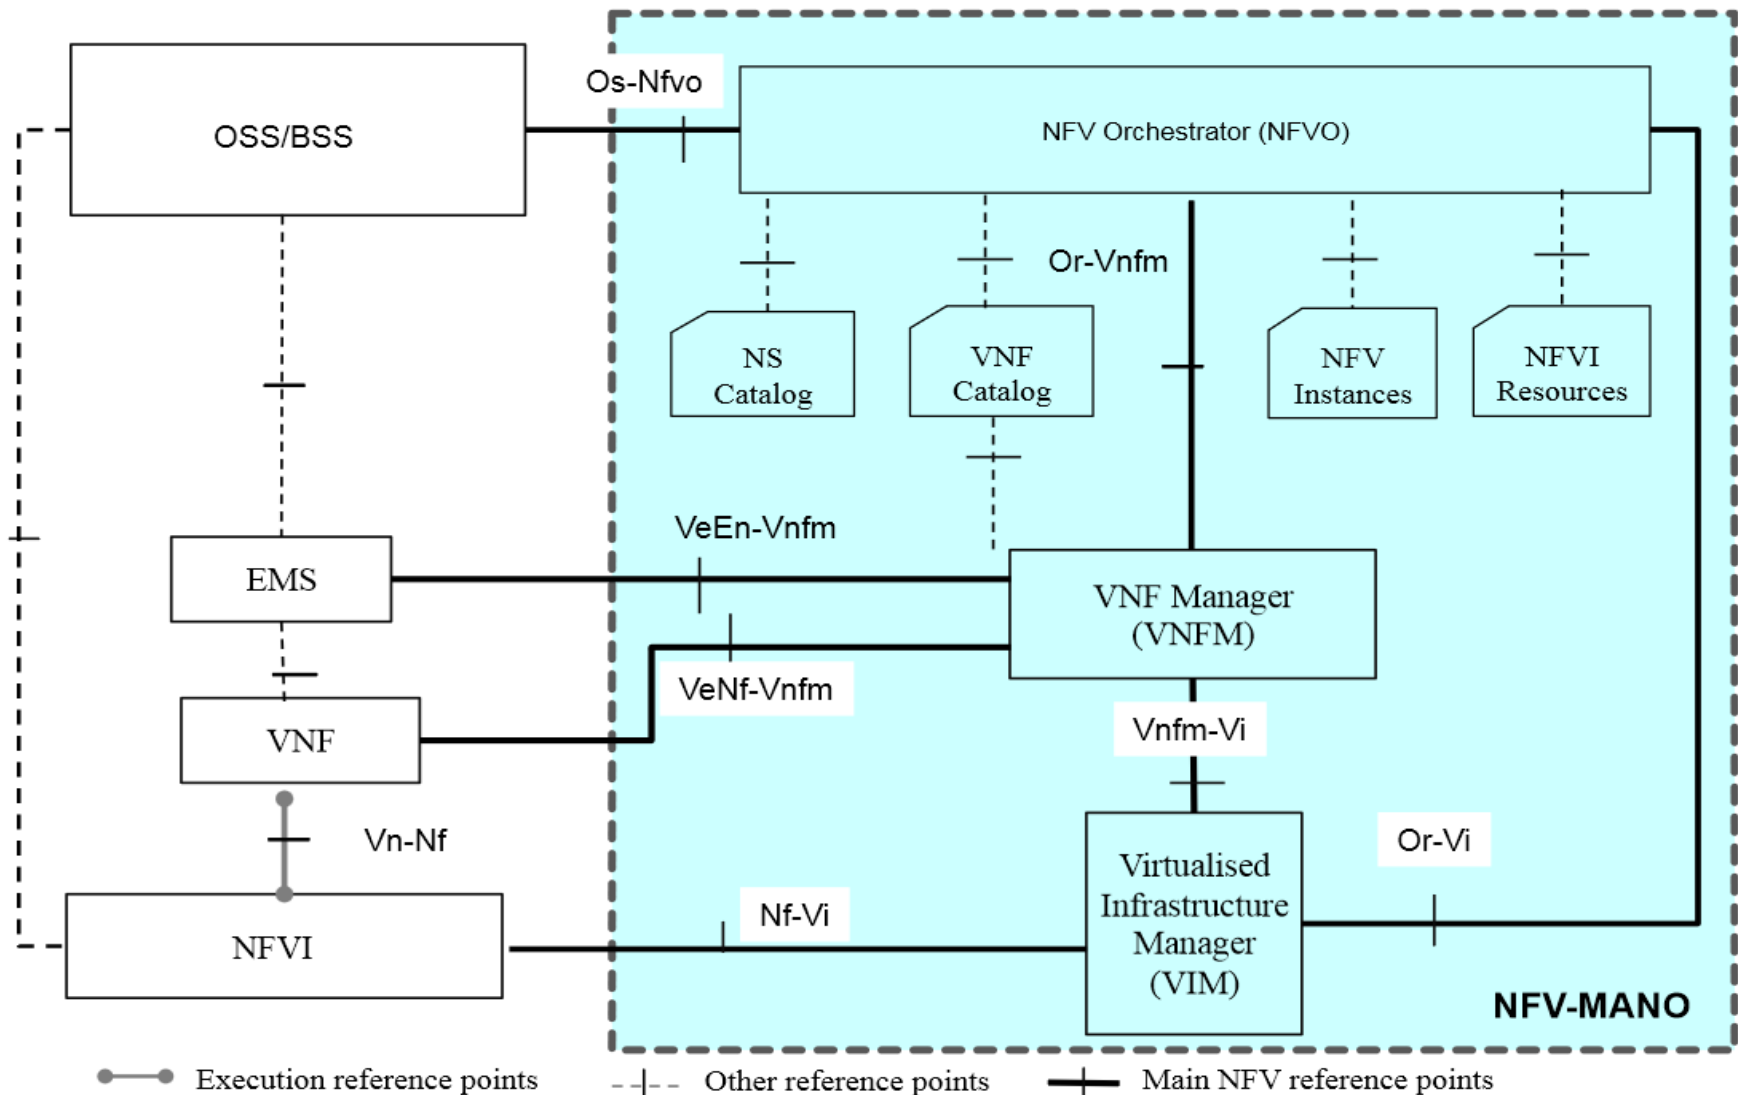 Os-Nfvo
OSS/BSS
NFV Orchestrator (NFVO)
Or-Vnfm
NS
Catalog
VNF
Catalog
NFV
Instances
NFVI
Resources
VeEn-Vnfm
EMS
VNF Manager
(VNFM)
VeNf-Vnfm
VNF
Vnfm-Vi
Vn-Nf
Or-Vi
Virtualised
Infrastructure
Manager
(VIM)
Nf-Vi
NFVI
NFV-MANO
Execution reference points
Other reference points
Main NFV reference points